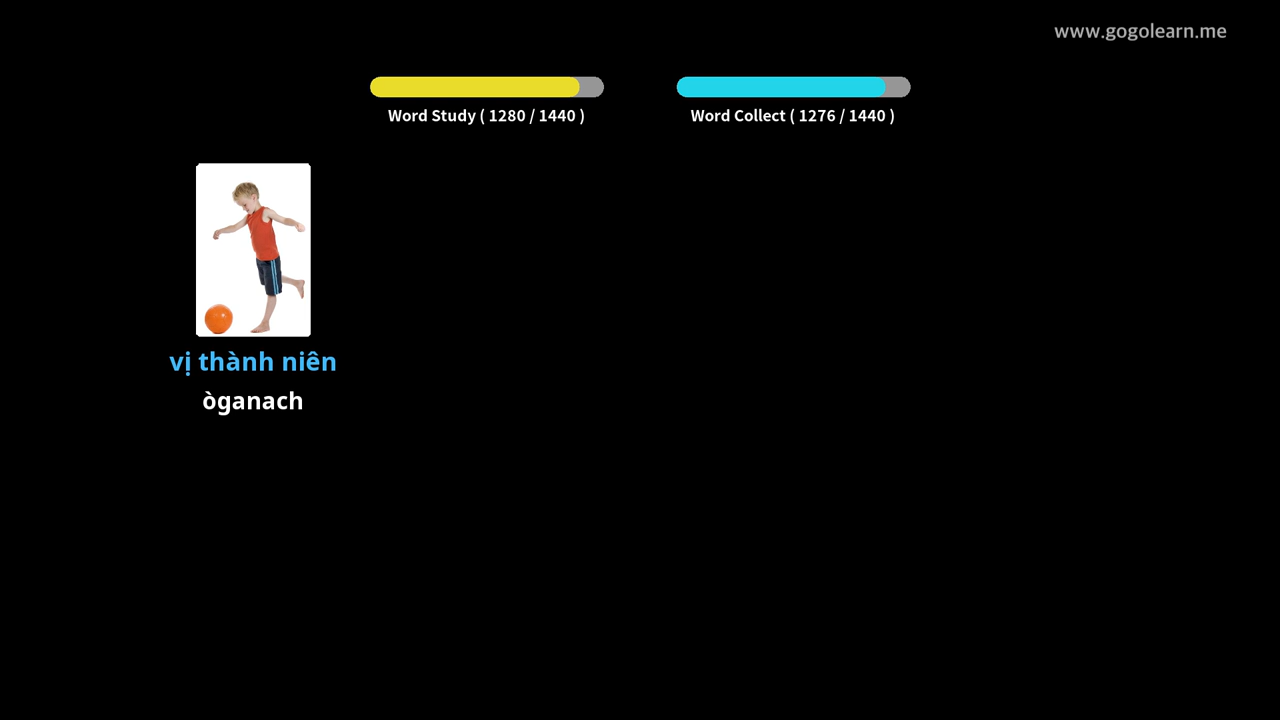 www.gogolearn.me
Word Study ( 1280 / 1440 )
Word Collect ( 1276 / 1440 )
vị thành niên
òganach